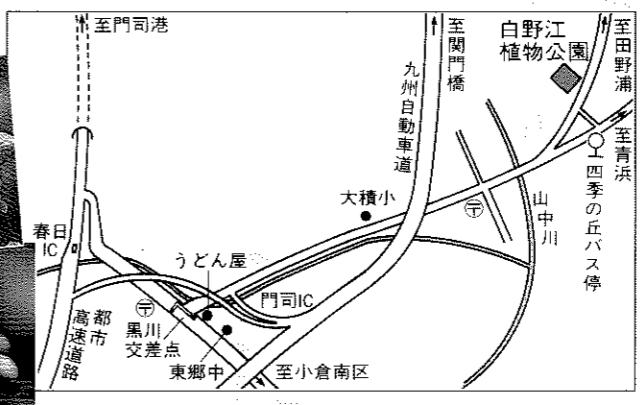 至門司港
至関門橋
白野江
植物公園
至田野浦
九州自動車道
至青浜
四季の丘バス停
大積小
〒
山中川
春日
IC
うどん屋
門司IC
〒
黒川
交差点
都市
高速道路
東郷中
至小倉南区